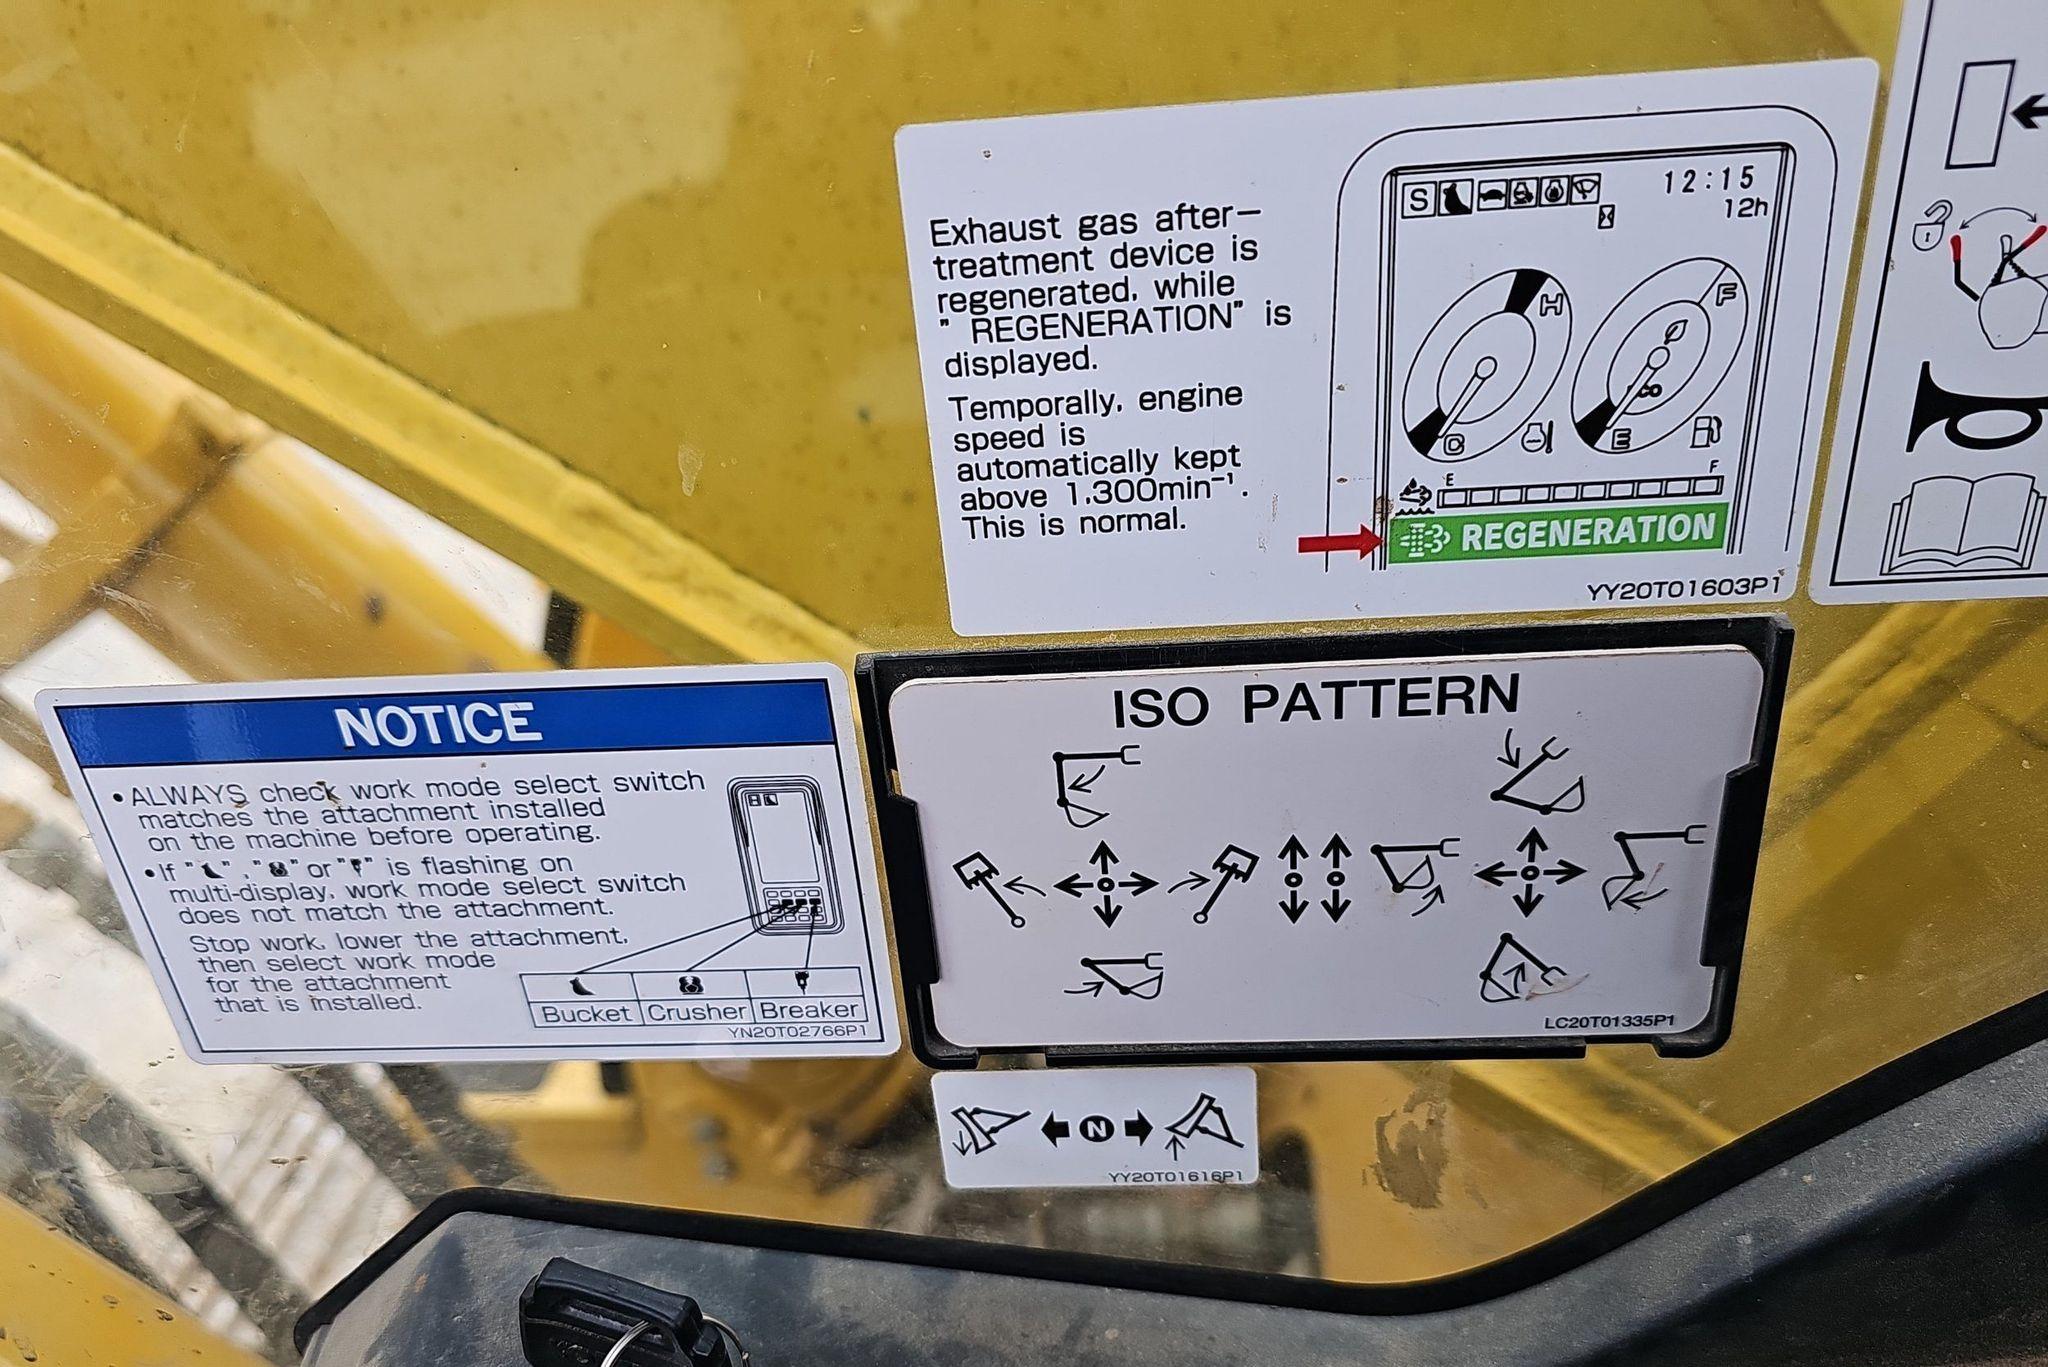 Exhaust gas after-
treatment device is
regenerated, while
" REGENERATION" is
displayed.
Temporally, engine
speed is
automatically kept
above 1,300min⁻¹.
This is normal.
S
12:15
12h
H
C
F
E
E
F
REGENERATION
YY20T01603P1
NOTICE
• ALWAYS check work mode select switch
matches the attachment installed
on the machine before operating.
• If " ", " " or " " is flashing on
multi-display, work mode select switch
does not match the attachment.
Stop work, lower the attachment,
then select work mode
for the attachment
that is installed.
Bucket Crusher Breaker
YN20T02766P1
ISO PATTERN
LC20T01335P1
N
YY20T01616P1